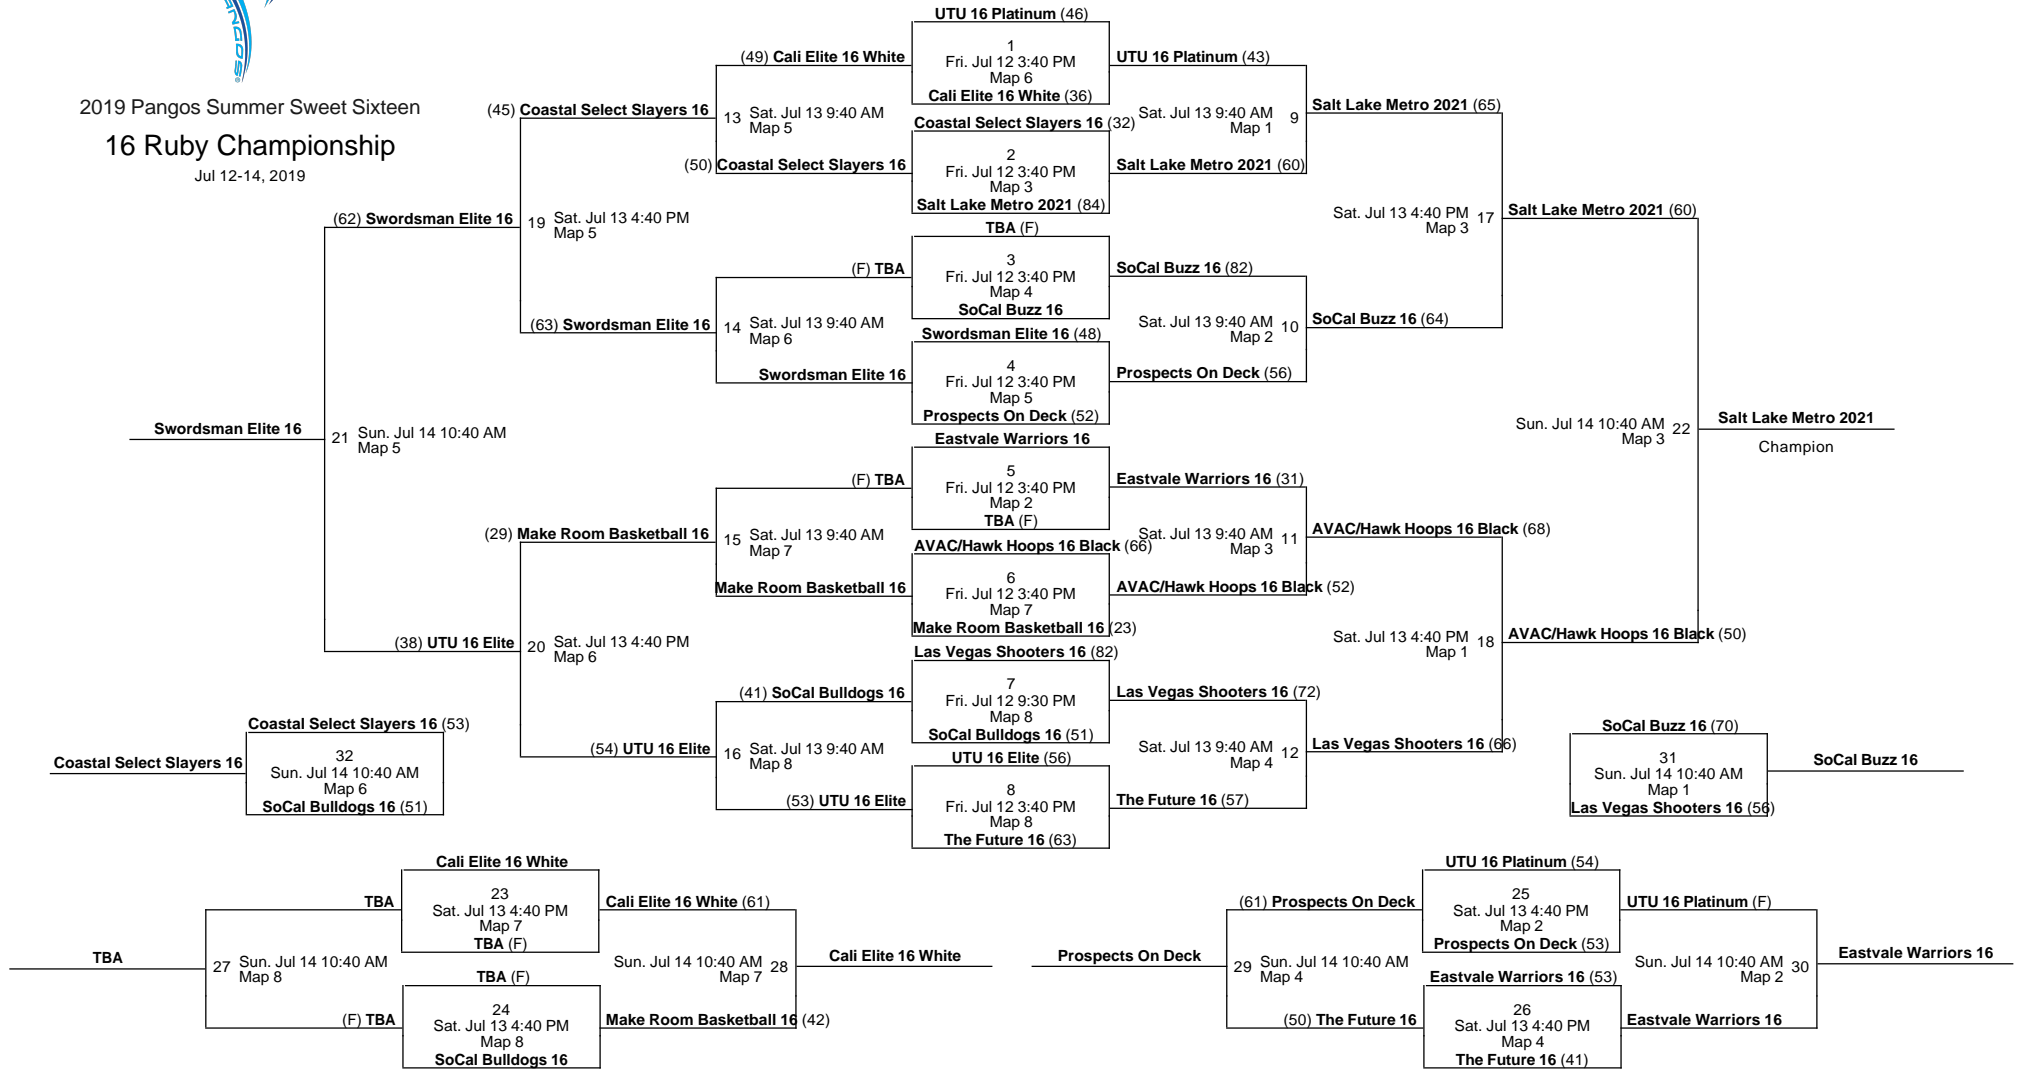 ANGOS
2019 Pangos Summer Sweet Sixteen
16 Ruby Championship
Jul 12-14, 2019
UTU 16 Platinum (46)
1
Fri. Jul 12 3:40 PM
Map 6
Cali Elite 16 White (36)
Coastal Select Slayers 16 (32)
2
Fri. Jul 12 3:40 PM
Map 3
Salt Lake Metro 2021 (84)
TBA (F)
3
Fri. Jul 12 3:40 PM
Map 4
SoCal Buzz 16
Swordsman Elite 16 (48)
4
Fri. Jul 12 3:40 PM
Map 5
Prospects On Deck (52)
Eastvale Warriors 16
5
Fri. Jul 12 3:40 PM
Map 2
TBA (F)
AVAC/Hawk Hoops 16 Black (66)
6
Fri. Jul 12 3:40 PM
Map 7
Make Room Basketball 16 (23)
Las Vegas Shooters 16 (82)
7
Fri. Jul 12 9:30 PM
Map 8
SoCal Bulldogs 16 (51)
UTU 16 Elite (56)
8
Fri. Jul 12 3:40 PM
Map 8
The Future 16 (63)
(49) Cali Elite 16 White
13 Sat. Jul 13 9:40 AM
Map 5
(50) Coastal Select Slayers 16
(F) TBA
14 Sat. Jul 13 9:40 AM
Map 6
Swordsman Elite 16
(F) TBA
15 Sat. Jul 13 9:40 AM
Map 7
Make Room Basketball 16
(41) SoCal Bulldogs 16
16 Sat. Jul 13 9:40 AM
Map 8
(53) UTU 16 Elite
(45) Coastal Select Slayers 16
19 Sat. Jul 13 4:40 PM
Map 5
(63) Swordsman Elite 16
(29) Make Room Basketball 16
20 Sat. Jul 13 4:40 PM
Map 6
(54) UTU 16 Elite
(62) Swordsman Elite 16
21 Sun. Jul 14 10:40 AM
Map 5
(38) UTU 16 Elite
Swordsman Elite 16
UTU 16 Platinum (43)
Sat. Jul 13 9:40 AM 9
Map 1
Salt Lake Metro 2021 (60)
SoCal Buzz 16 (82)
Sat. Jul 13 9:40 AM 10
Map 2
Prospects On Deck (56)
Eastvale Warriors 16 (31)
Sat. Jul 13 9:40 AM 11
Map 3
AVAC/Hawk Hoops 16 Black (52)
Las Vegas Shooters 16 (72)
Sat. Jul 13 9:40 AM 12
Map 4
The Future 16 (57)
Salt Lake Metro 2021 (65)
Sat. Jul 13 4:40 PM 17
Map 3
SoCal Buzz 16 (64)
AVAC/Hawk Hoops 16 Black (68)
Sat. Jul 13 4:40 PM 18
Map 1
Las Vegas Shooters 16 (66)
Salt Lake Metro 2021 (60)
Sun. Jul 14 10:40 AM 22
Map 3
AVAC/Hawk Hoops 16 Black (50)
Salt Lake Metro 2021
Champion
Coastal Select Slayers 16 (53)
32
Sun. Jul 14 10:40 AM
Map 6
SoCal Bulldogs 16 (51)
Coastal Select Slayers 16
SoCal Buzz 16 (70)
31
Sun. Jul 14 10:40 AM
Map 1
Las Vegas Shooters 16 (56)
SoCal Buzz 16
Cali Elite 16 White
23
Sat. Jul 13 4:40 PM
Map 7
TBA (F)
TBA (F)
24
Sat. Jul 13 4:40 PM
Map 8
SoCal Bulldogs 16
TBA
27 Sun. Jul 14 10:40 AM
Map 8
(F) TBA
TBA
Cali Elite 16 White (61)
Sun. Jul 14 10:40 AM 28
Map 7
Make Room Basketball 16 (42)
Cali Elite 16 White
UTU 16 Platinum (54)
25
Sat. Jul 13 4:40 PM
Map 2
Prospects On Deck (53)
Eastvale Warriors 16 (53)
26
Sat. Jul 13 4:40 PM
Map 4
The Future 16 (41)
(61) Prospects On Deck
29 Sun. Jul 14 10:40 AM
Map 4
(50) The Future 16
Prospects On Deck
UTU 16 Platinum (F)
Sun. Jul 14 10:40 AM 30
Map 2
Eastvale Warriors 16
Eastvale Warriors 16